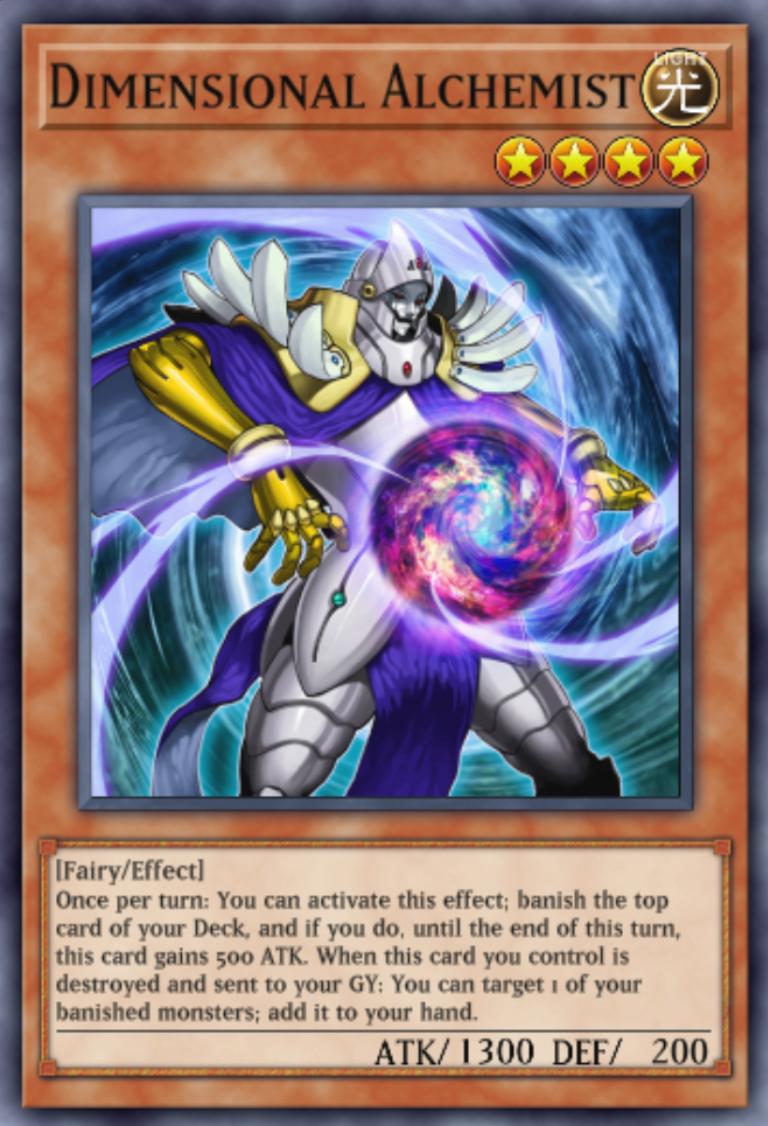 DIMENSIONAL ALCHEMIST
LIGHT
光
[Fairy/Effect]
Once per turn: You can activate this effect; banish the top
card of your Deck, and if you do, until the end of this turn,
this card gains 500 ATK. When this card you control is
destroyed and sent to your GY: You can target 1 of your
banished monsters; add it to your hand.
ATK/ 1300 DEF/ 200